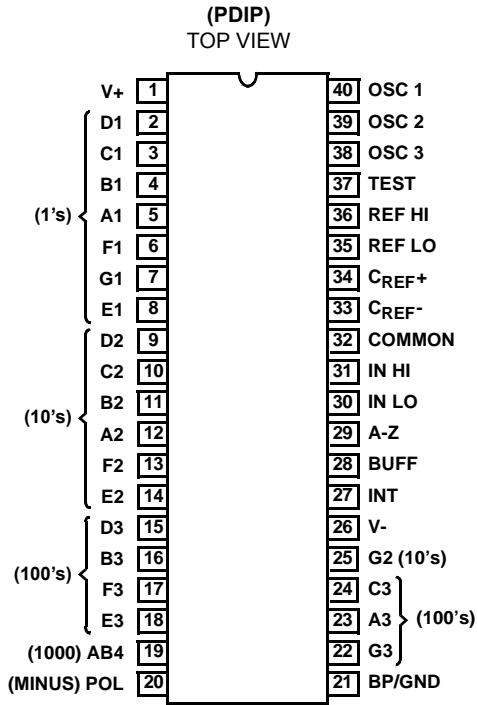 (PDIP)
TOP VIEW
V+ 1 40 OSC 1
D1 2 39 OSC 2
C1 3 38 OSC 3
B1 4 37 TEST
(1's) A1 5 36 REF HI
F1 6 35 REF LO
G1 7 34 CREF+
E1 8 33 CREF-
D2 9 32 COMMON
C2 10 31 IN HI
B2 11 30 IN LO
(10's) A2 12 29 A-Z
F2 13 28 BUFF
E2 14 27 INT
D3 15 26 V-
B3 16 25 G2 (10's)
(100's) F3 17 24 C3
E3 18 23 A3 (100's)
(1000) AB4 19 22 G3
(MINUS) POL 20 21 BP/GND